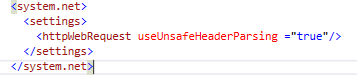 <system.net>
<settings>
<httpWebRequest useUnsafeHeaderParsing ="true"/>
</settings>
</system.net>